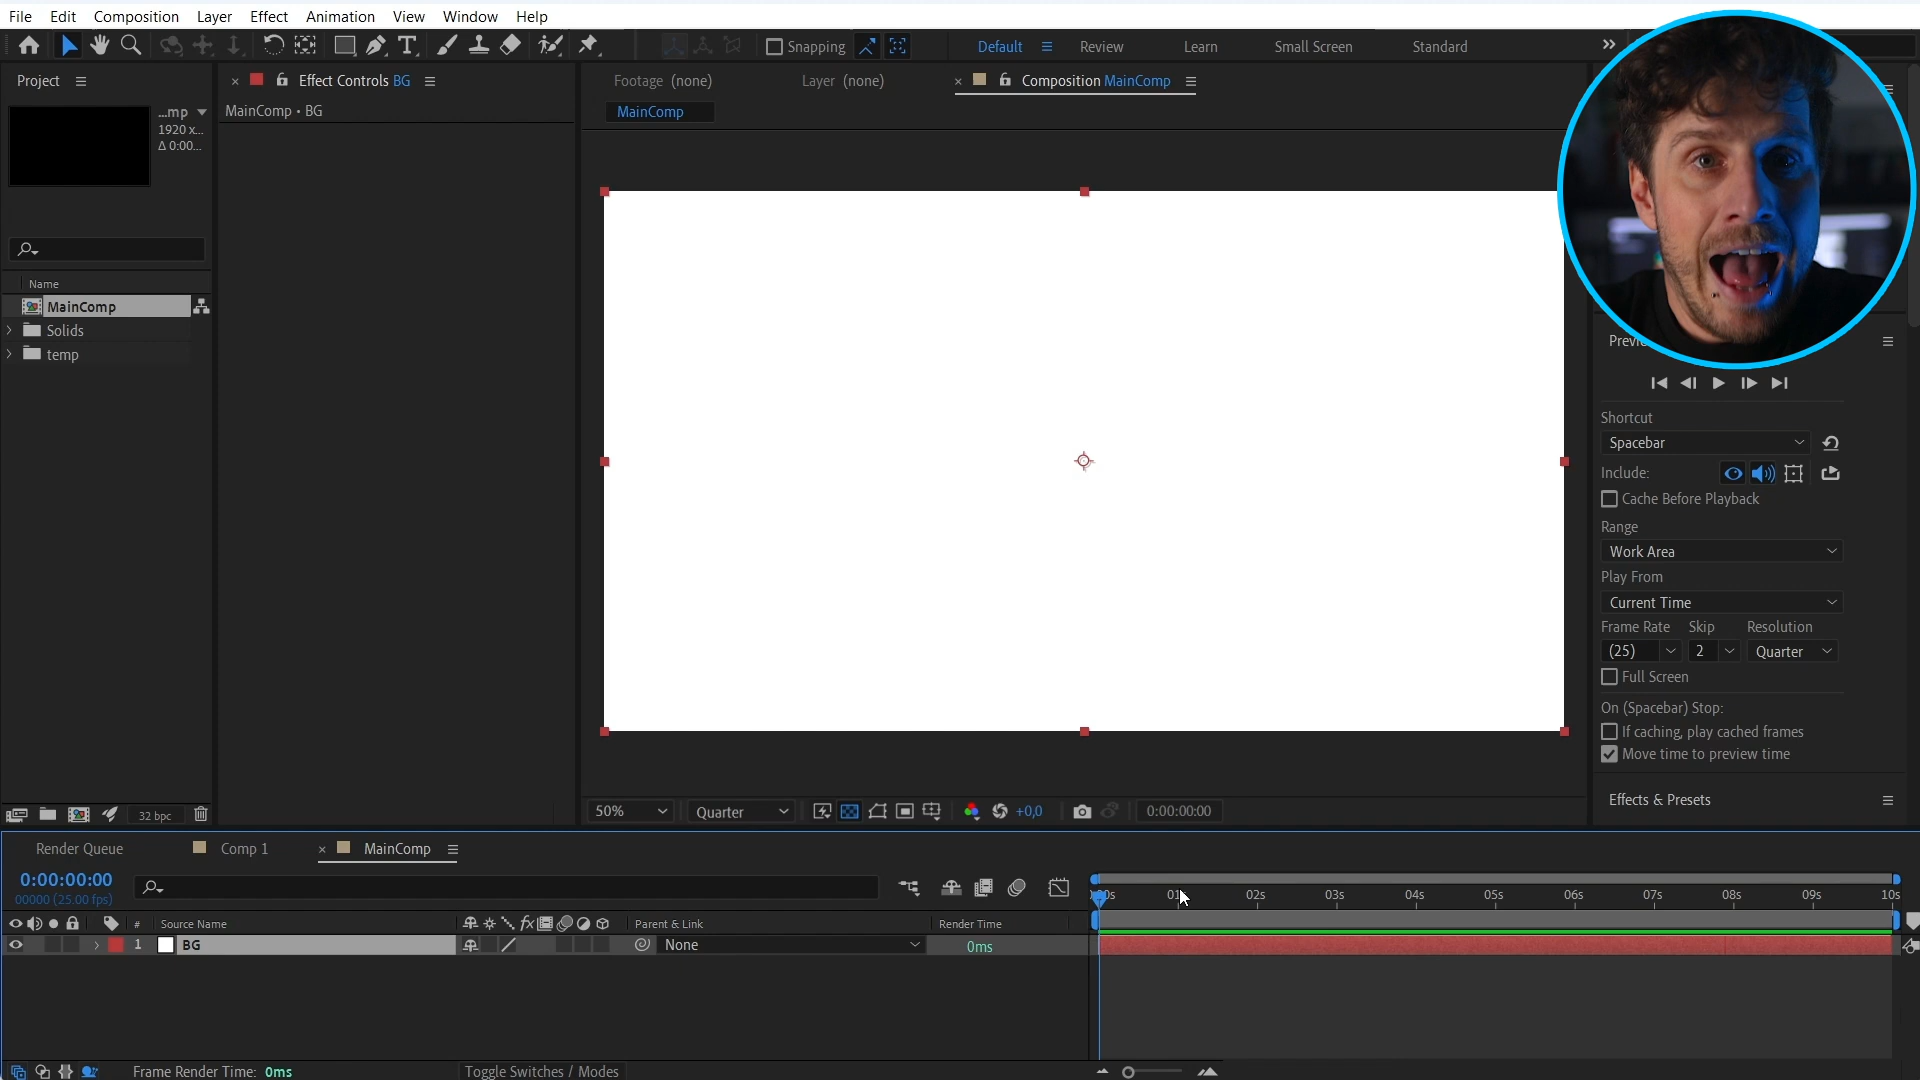 File Edit Composition Layer Effect Animation View Window Help
Snapping Default Review Learn Small Screen Standard
Project
Effect Controls BG
Footage (none)
Layer (none)
Composition MainComp
...mp
1920 x...
Δ 0:00...
MainComp • BG
MainComp
Name
MainComp
Solids
temp
32 bpc
50%
Quarter
+0,0
0:00:00:00
Shortcut
Spacebar
Include:
Cache Before Playback
Range
Work Area
Play From
Current Time
Frame Rate Skip Resolution
(25) 2 Quarter
Full Screen
On (Spacebar) Stop:
If caching, play cached frames
Move time to preview time
Effects & Presets
Render Queue
Comp 1
MainComp
0:00:00:00
00000 (25.00 fps)
02s 03s 04s 05s 06s 07s 08s 09s 10s
# Source Name fx Parent & Link Render Time
1 BG None 0ms
Frame Render Time: 0ms
Toggle Switches / Modes